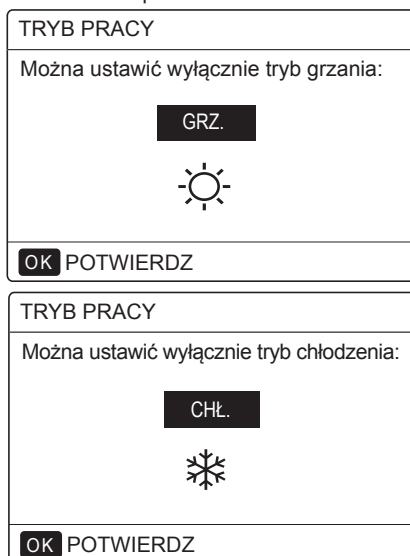 TRYB PRACY
Można ustawić wyłącznie tryb grzania:
GRZ.
OK POTWIERDZ
TRYB PRACY
Można ustawić wyłącznie tryb chłodzenia:
CHŁ.
OK POTWIERDZ